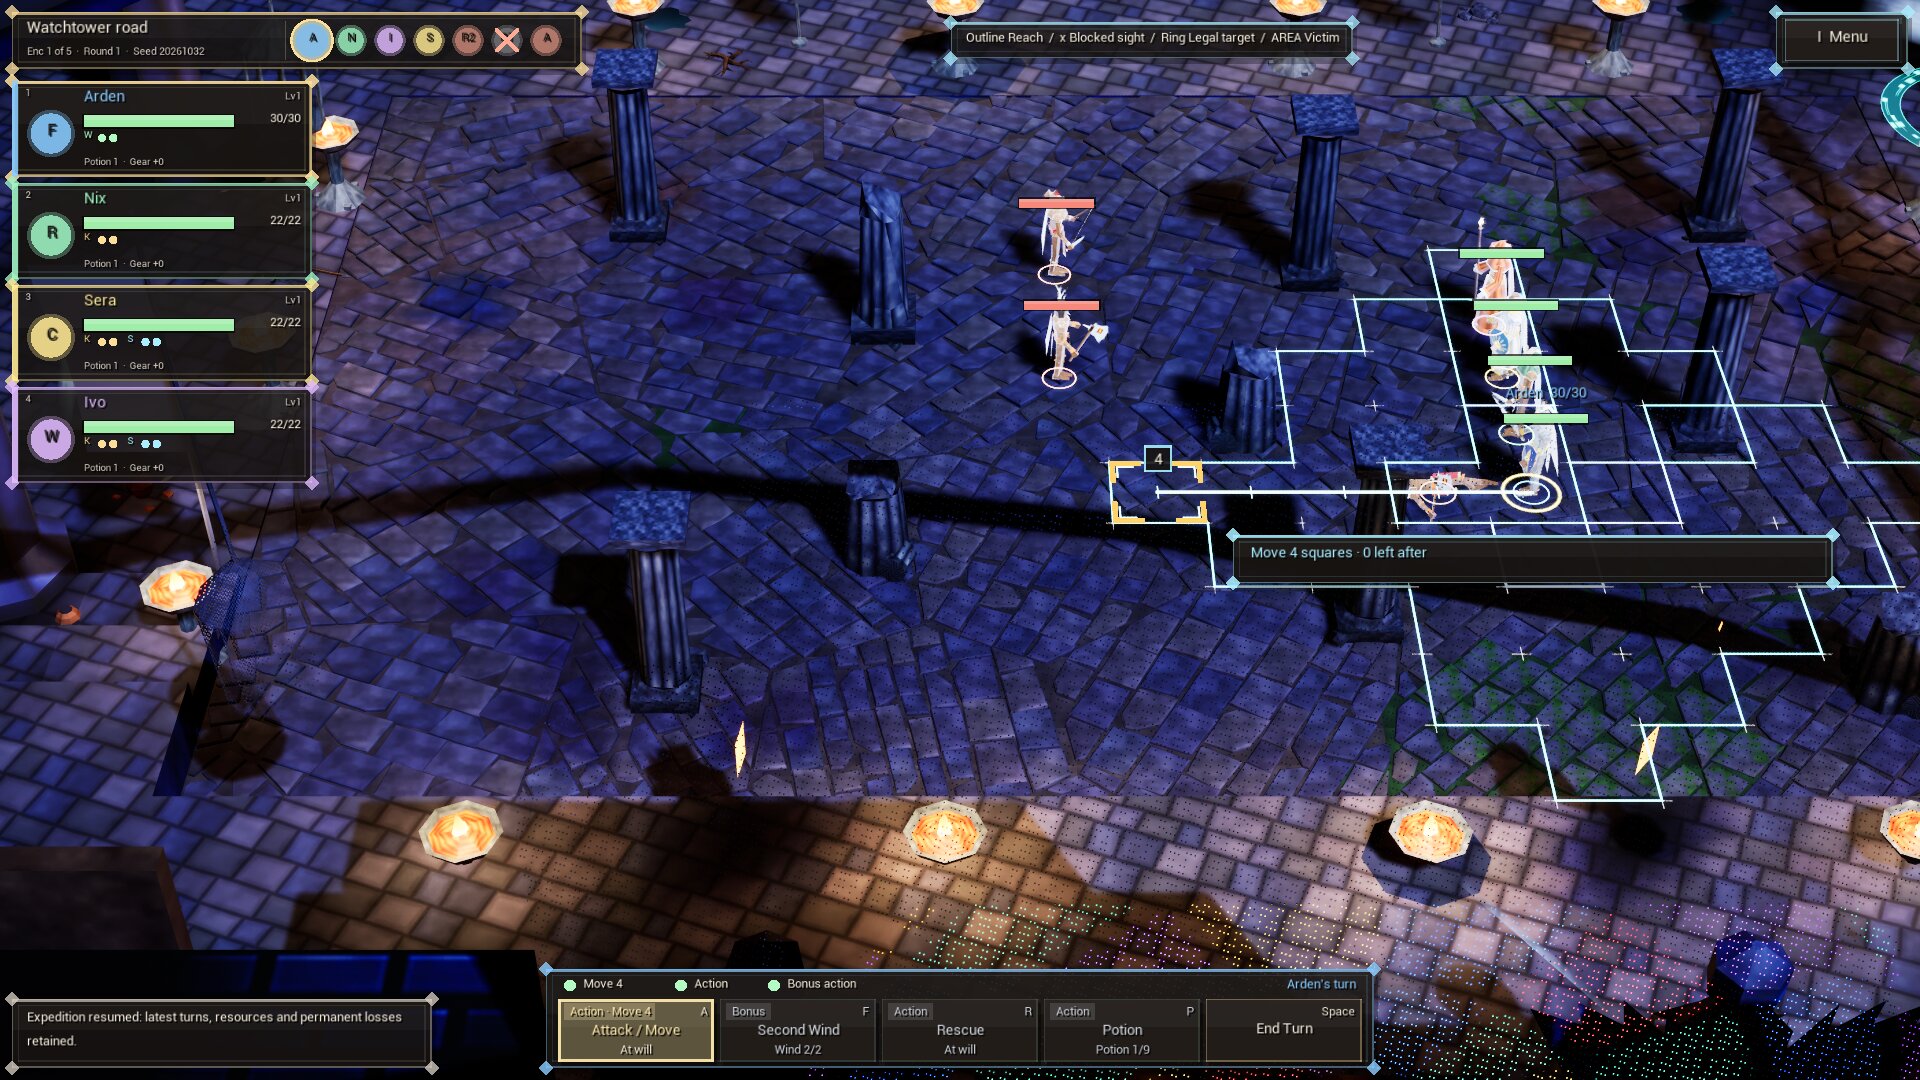 Watchtower road
Enc 1 of 5 · Round 1 · Seed 20261032
A N I S R2 A
Outline Reach / x Blocked sight / Ring Legal target / AREA Victim
I Menu
1 Arden Lv1
F 30/30
W
Potion 1 · Gear +0
2 Nix Lv1
R 22/22
K
Potion 1 · Gear +0
3 Sera Lv1
C 22/22
K S
Potion 1 · Gear +0
4 Ivo Lv1
W 22/22
K S
Potion 1 · Gear +0
Arden 30/30
4
Move 4 squares · 0 left after
Move 4 Action Bonus action Arden's turn
Action · Move 4 A
Attack / Move
At will
Bonus F
Second Wind
Wind 2/2
Action R
Rescue
At will
Action P
Potion
Potion 1/9
Space
End Turn
Expedition resumed: latest turns, resources and permanent losses
retained.